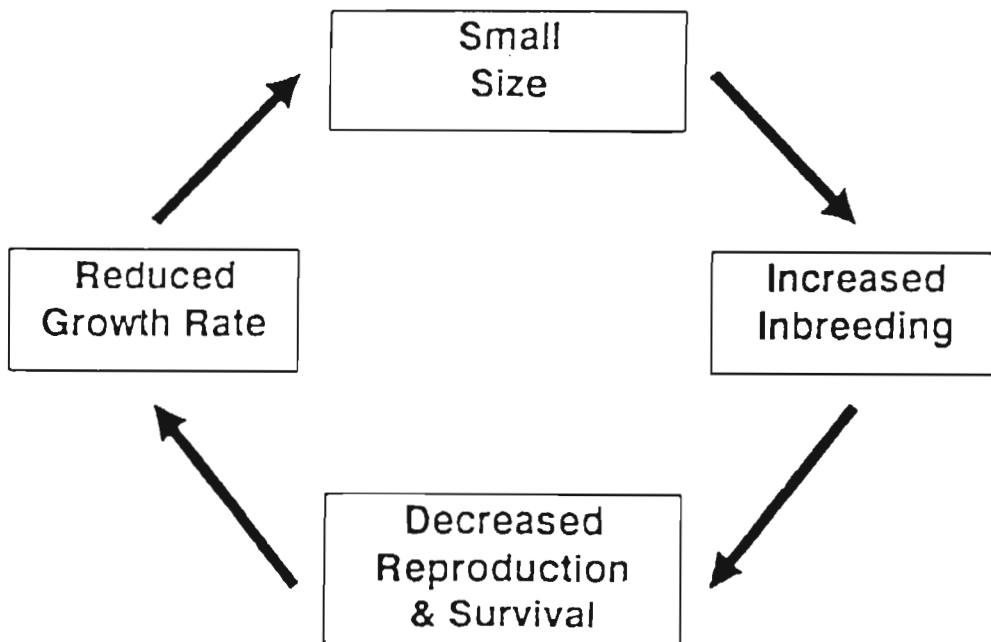 Small
Size
Increased
Inbreeding
Decreased
Reproduction
& Survival
Reduced
Growth Rate